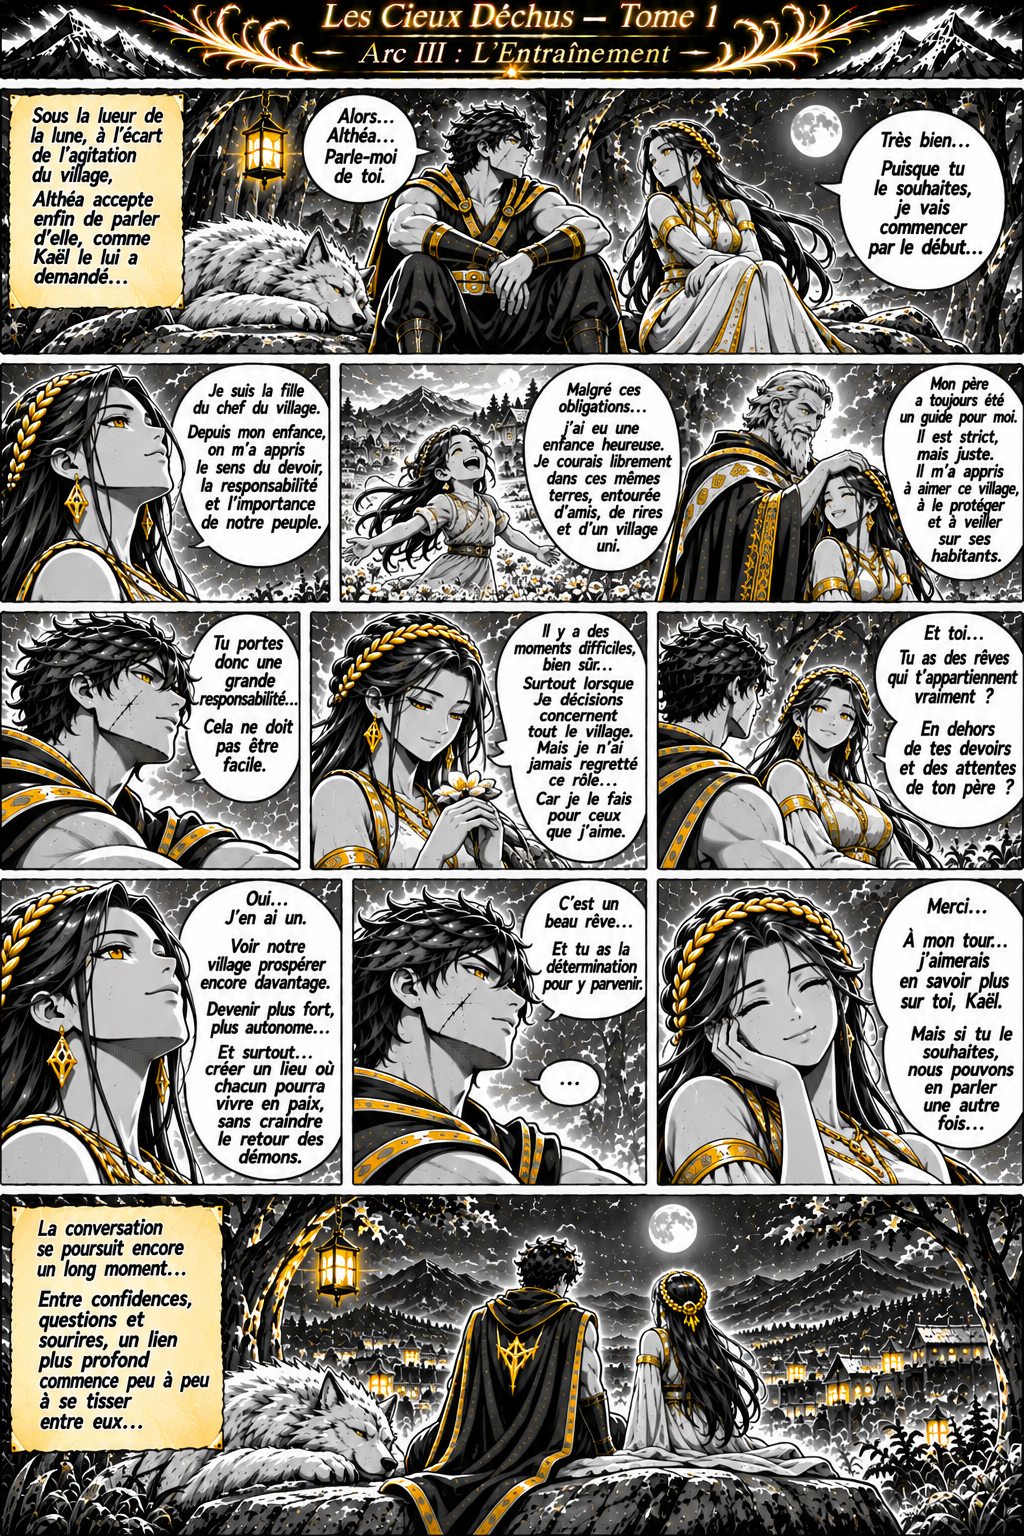 Les Cieux Déchus — Tome 1
Arc III : L'Entraînement
Sous la lueur de
la lune, à l'écart
de l'agitation
du village,
Althéa accepte
enfin de parler
d'elle, comme
Kaël le lui a
demandé...
Alors...
Althéa...
Parle-moi
de toi.
Très bien...
Puisque tu
le souhaites,
je vais
commencer
par le début...
Je suis la fille
du chef du village.
Depuis mon enfance,
on m'a appris
le sens du devoir,
la responsabilité
et l'importance
de notre peuple.
Malgré ces
obligations...
j'ai eu une
enfance heureuse.
Je courais librement
dans ces mêmes
terres, entourée
d'amis, de rires
et d'un village
uni.
Mon père
a toujours été
un guide pour moi.
Il est strict,
mais juste.
Il m'a appris
à aimer ce village,
à le protéger
et à veiller
sur ses
habitants.
Tu portes
donc une
grande
responsabilité...
Cela ne doit
pas être
facile.
Il y a des
moments difficiles,
bien sûr...
Surtout lorsque
Je décisions
concernent
tout le village.
Mais je n'ai
jamais regretté
ce rôle...
Car je le fais
pour ceux
que j'aime.
Et toi...
Tu as des rêves
qui t'appartiennent
vraiment ?
En dehors
de tes devoirs
et des attentes
de ton père ?
Oui...
J'en ai un.
Voir notre
village prospérer
encore davantage.
Devenir plus fort,
plus autonome...
Et surtout...
créer un lieu où
chacun pourra
vivre en paix,
sans craindre
le retour des
démons.
C'est un
beau rêve...
Et tu as la
détermination
pour y parvenir.
...
Merci...
À mon tour...
j'aimerais
en savoir plus
sur toi, Kaël.
Mais si tu le
souhaites,
nous pouvons
en parler
une autre
fois...
La conversation
se poursuit encore
un long moment...
Entre confidences,
questions et
sourires, un lien
plus profond
commence peu à peu
à se tisser
entre eux...